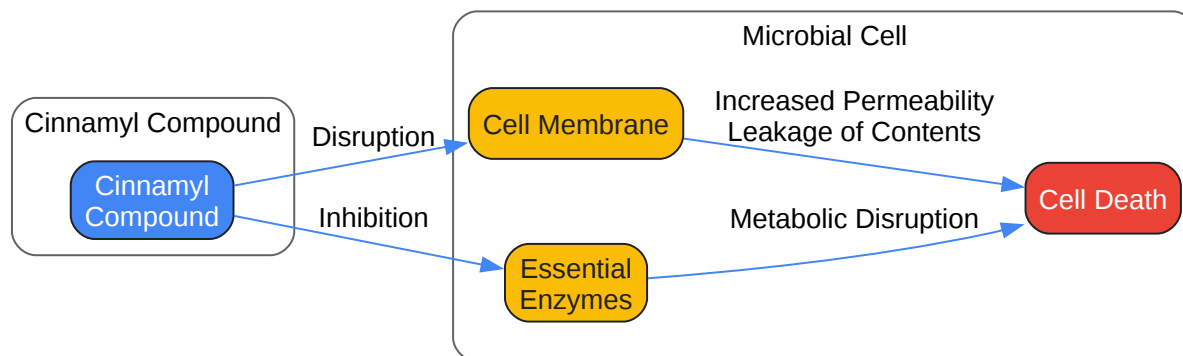 Microbial Cell
Cinnamyl Compound
Cinnamyl
Compound
Disruption
Inhibition
Cell Membrane
Essential
Enzymes
Increased Permeability
Leakage of Contents
Metabolic Disruption
Cell Death